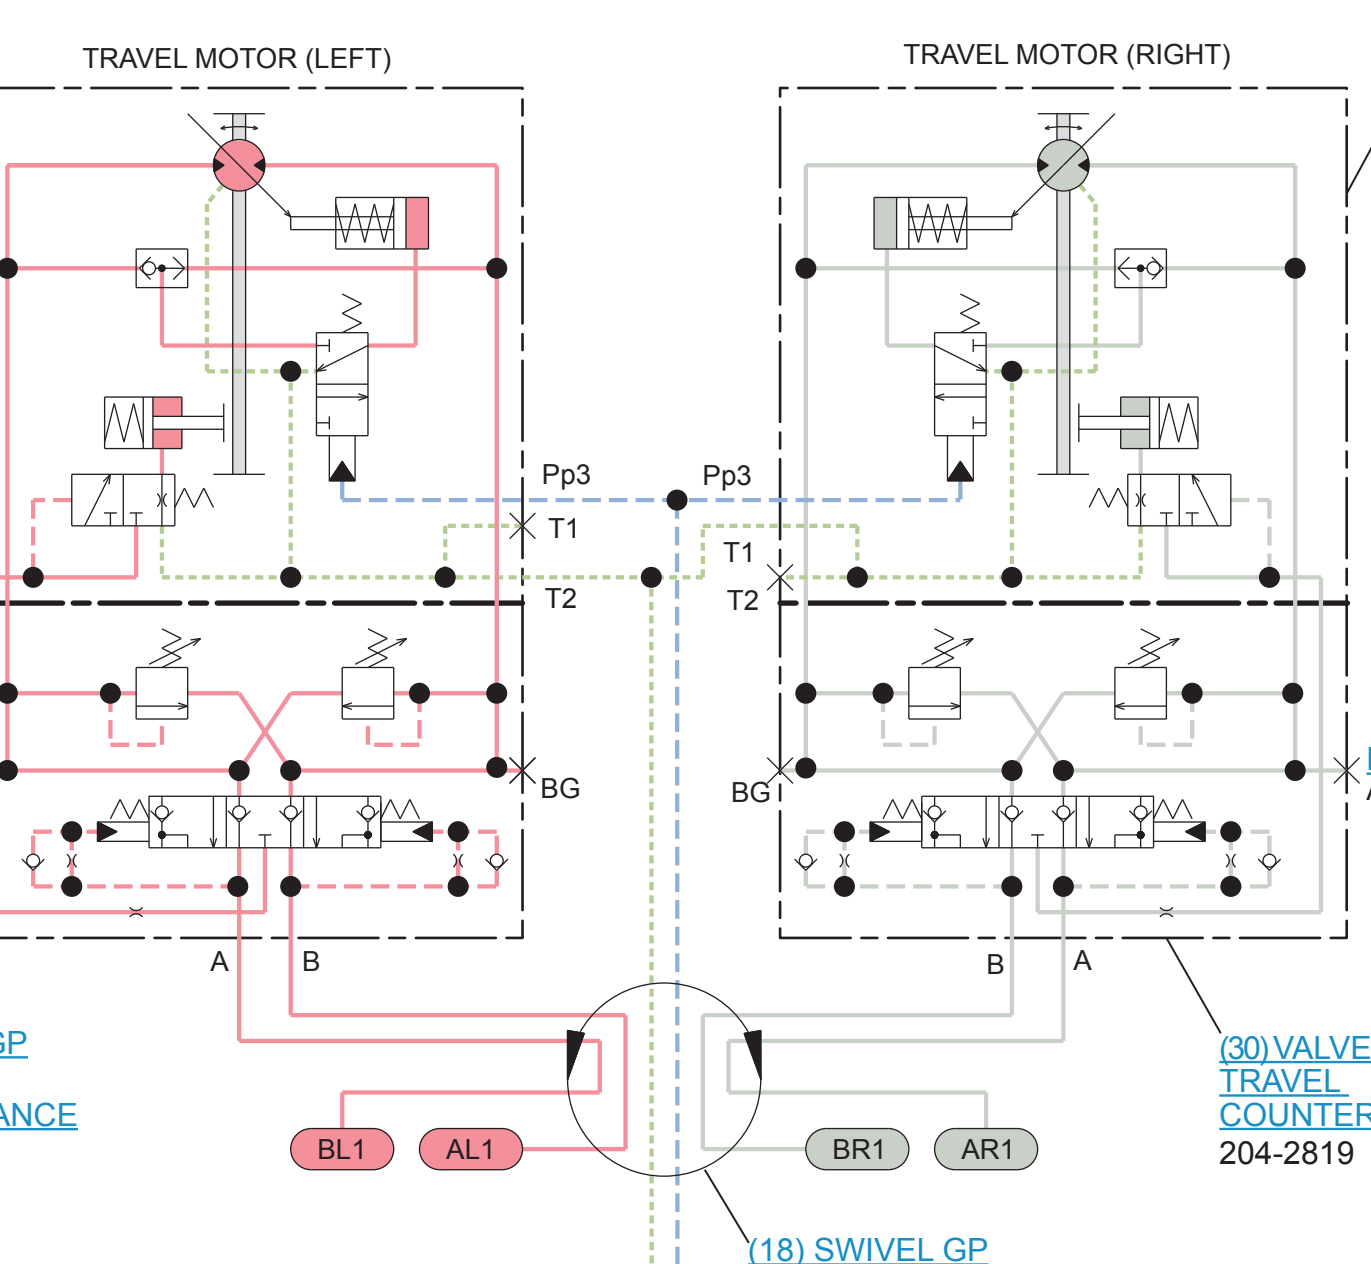 TRAVEL MOTOR (LEFT)
TRAVEL MOTOR (RIGHT)
Pp3
Pp3
T1
T1
T2
T2
BG
BG
A
B
B
A
GP
ANCE
(30) VALVE
TRAVEL
COUNTER
204-2819
BL1
AL1
BR1
AR1
(18) SWIVEL GP